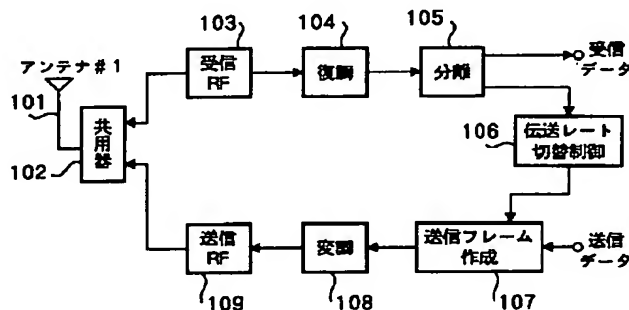 103
104
105
アンテナ#1
受信
RF
復調
分離
受信
データ
101
共
用
器
102
106
伝送レート
切替制御
送信
RF
変調
送信フレーム
作成
送信
データ
109
108
107